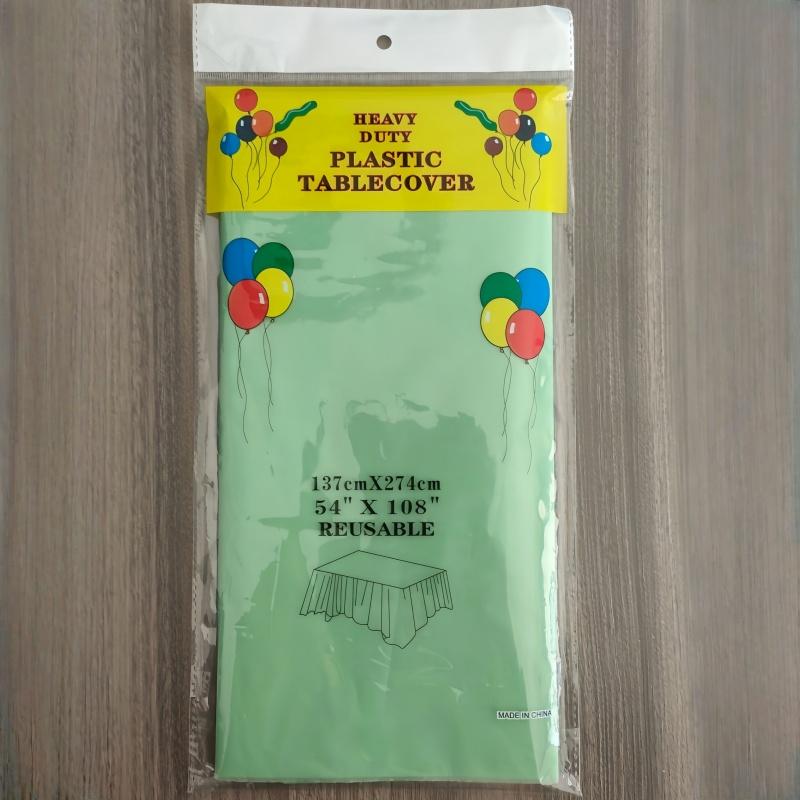 HEAVY
DUTY
PLASTIC
TABLECOVER
137cmX274cm
54" X 108"
REUSABLE
MADE IN CHINA